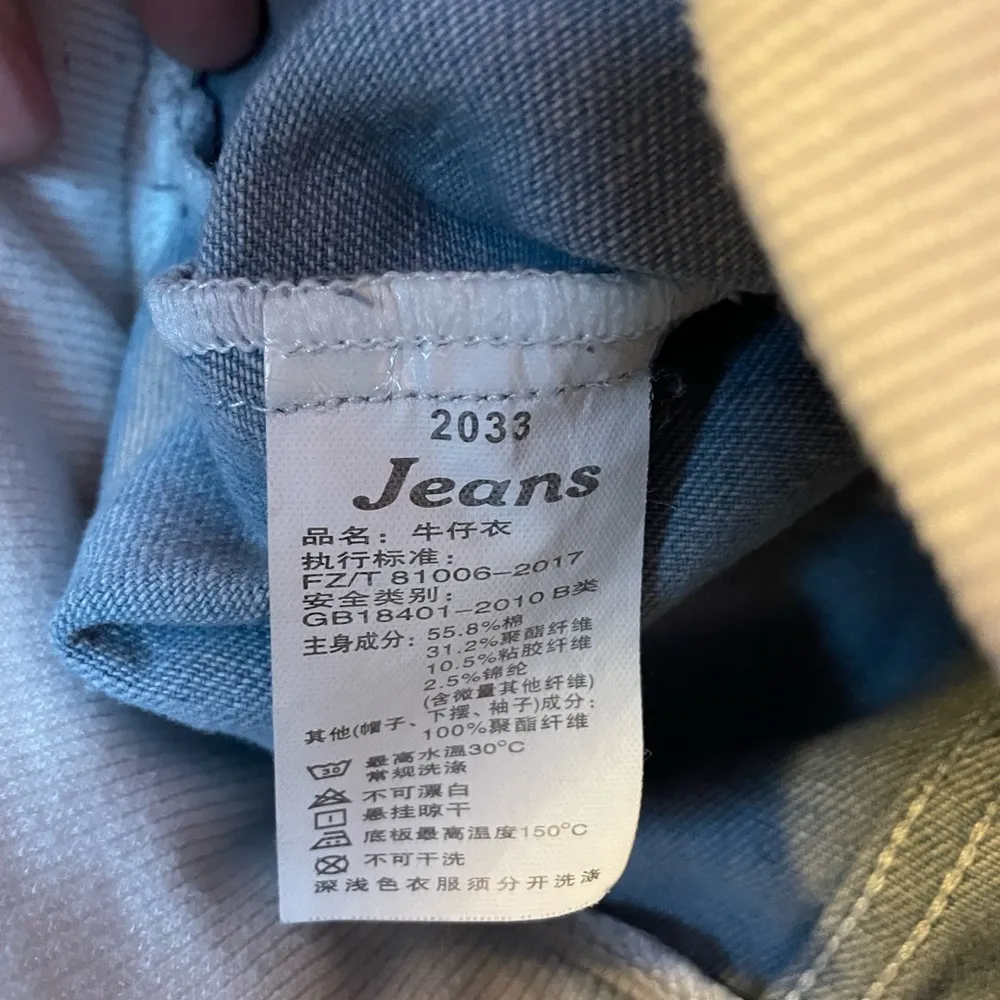 2033
Jeans
品名：牛仔衣
执行标准：
FZ/T 81006-2017
安全类别：
GB18401-2010 B类
主身成分：55.8%棉
31.2%聚酯纤维
10.5%粘胶纤维
2.5%锦纶
(含微量其他纤维)
其他(帽子、下摆、袖子)成分：
100%聚酯纤维
30 最高水温30°C
常规洗涤
不可漂白
悬挂晾干
底板最高温度150°C
不可干洗
深浅色衣服须分开洗涤